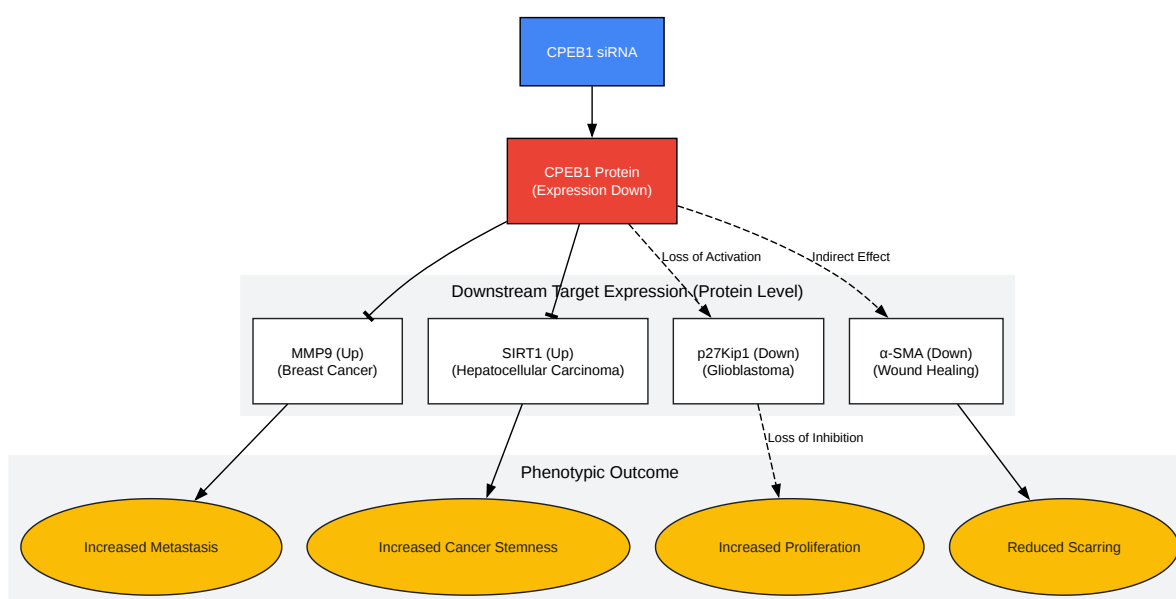 CPEB1 siRNA
CPEB1 Protein
(Expression Down)
Loss of Activation
Indirect Effect
Downstream Target Expression (Protein Level)
MMP9 (Up)
(Breast Cancer)
SIRT1 (Up)
(Hepatocellular Carcinoma)
p27Kip1 (Down)
(Glioblastoma)
α-SMA (Down)
(Wound Healing)
Loss of Inhibition
Phenotypic Outcome
Increased Metastasis
Increased Cancer Stemness
Increased Proliferation
Reduced Scarring